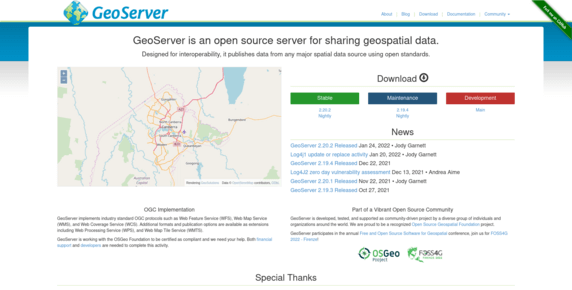 GeoServer
About | Blog | Download | Documentation | Community
GeoServer is an open source server for sharing geospatial data.
Designed for interoperability, it publishes data from any major spatial data source using open standards.
+
Download
Stable
Maintenance
Development
2.20.2
2.19.4
Main
Nightly
Nightly
News
GeoServer 2.20.2 Released Jan 24, 2022 • Jody Garnett
Log4j1 update or replace activity Jan 20, 2022 • Jody Garnett
GeoServer 2.19.4 Released Dec 22, 2021
Log4J2 zero day vulnerability assessment Dec 13, 2021 • Andrea Aime
GeoServer 2.20.1 Released Nov 22, 2021 • Jody Garnett
GeoServer 2.19.3 Released Oct 27, 2021
OGC Implementation
GeoServer implements industry standard OGC protocols such as Web Feature Service (WFS), Web Map Service
(WMS), and Web Coverage Service (WCS). Additional formats and publication options are available as extensions
including Web Processing Service (WPS), and Web Map Tile Service (WMTS).
GeoServer is working with the OSGeo Foundation to be certified as compliant and we need your help. Both financial
support and developers are needed to complete this activity.
Part of a Vibrant Open Source Community
GeoServer is developed, tested, and supported as community-driven project by a diverse group of individuals and
organizations around the world. We are proud to be a recognized Open Source Geospatial Foundation project.
GeoServer participates in the annual Free and Open Source Software for Geospatial conference, join us for FOSS4G
2022 - Firenze!
OSGeo
Project
FOSS4G
Special Thanks